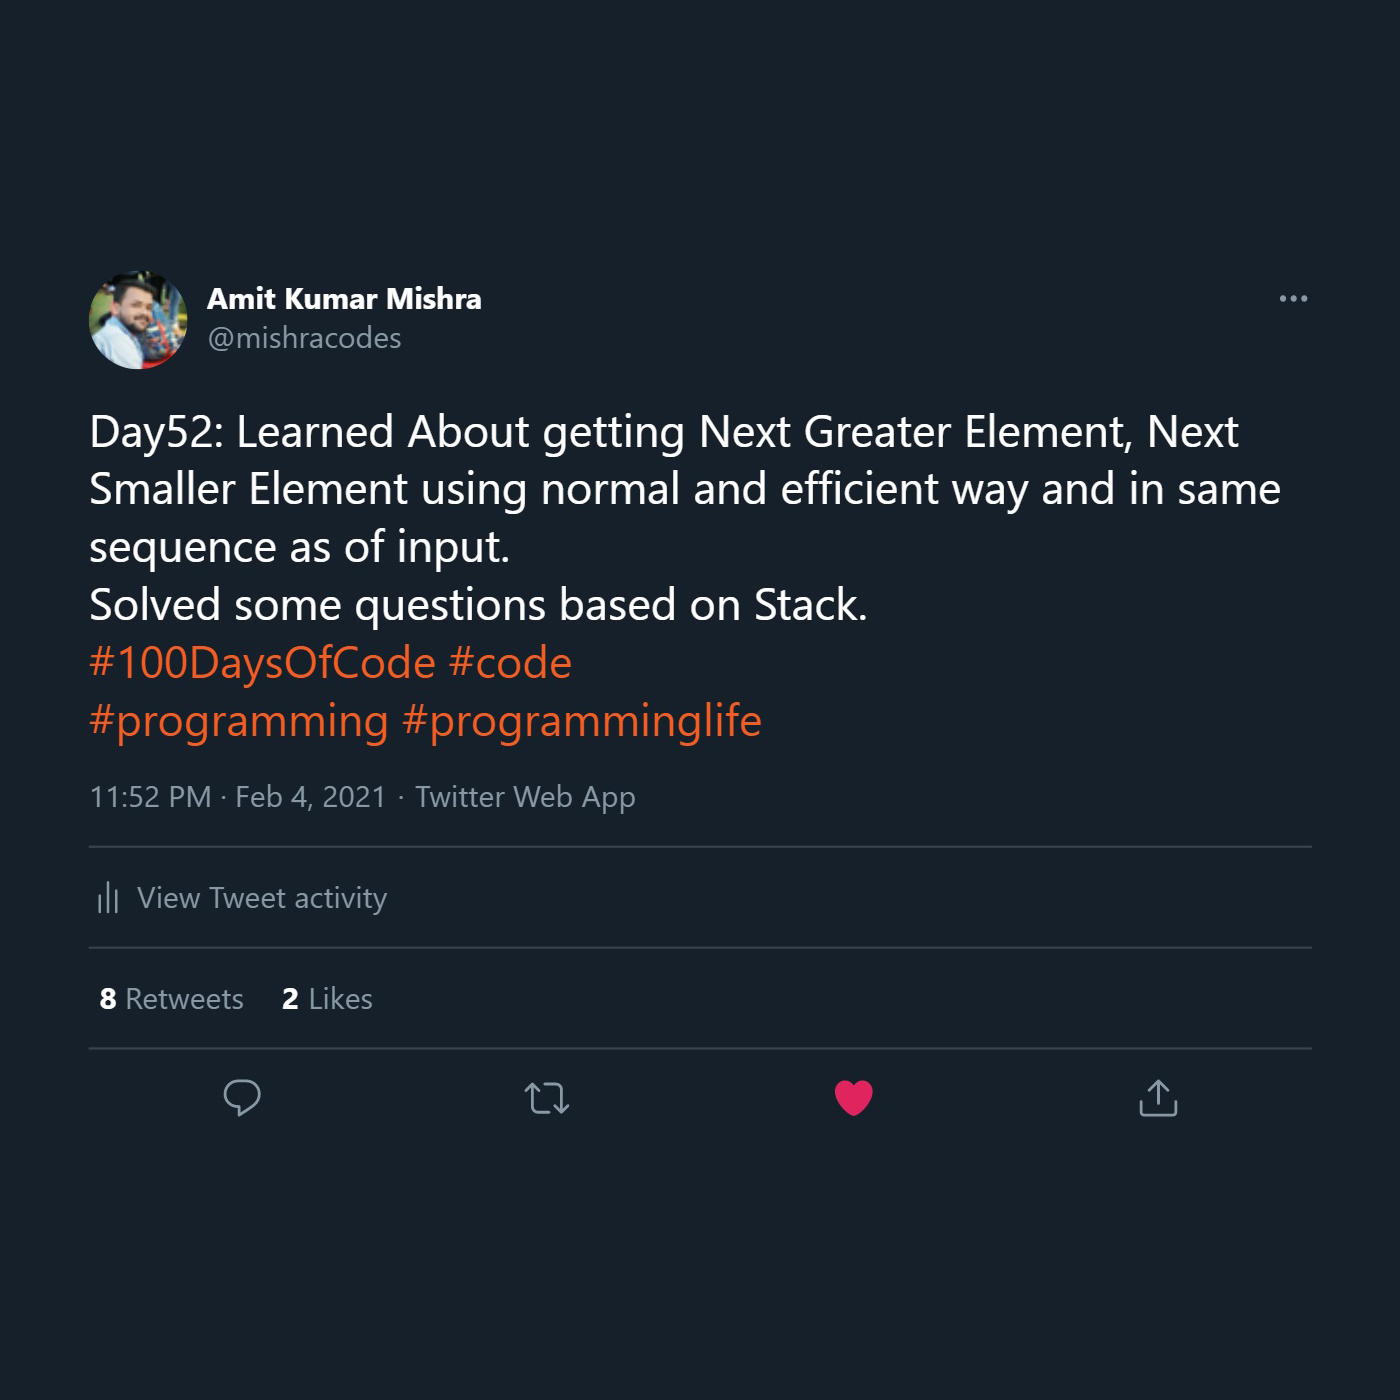 Amit Kumar Mishra
@mishracodes
Day52: Learned About getting Next Greater Element, Next
Smaller Element using normal and efficient way and in same
sequence as of input.
Solved some questions based on Stack.
#100DaysOfCode #code
#programming #programminglife
11:52 PM · Feb 4, 2021 · Twitter Web App
View Tweet activity
8 Retweets 2 Likes